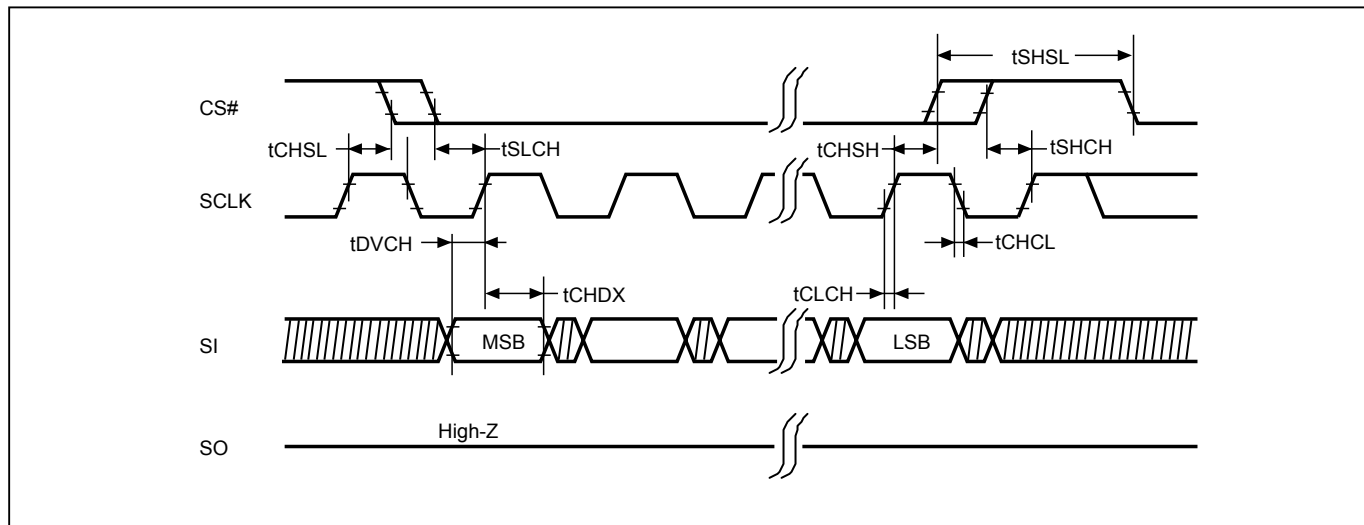 tSHSL
CS#
tCHSL
tSLCH
tCHSH
tSHCH
SCLK
tDVCH
tCHCL
tCHDX
tCLCH
SI
MSB
LSB
High-Z
SO